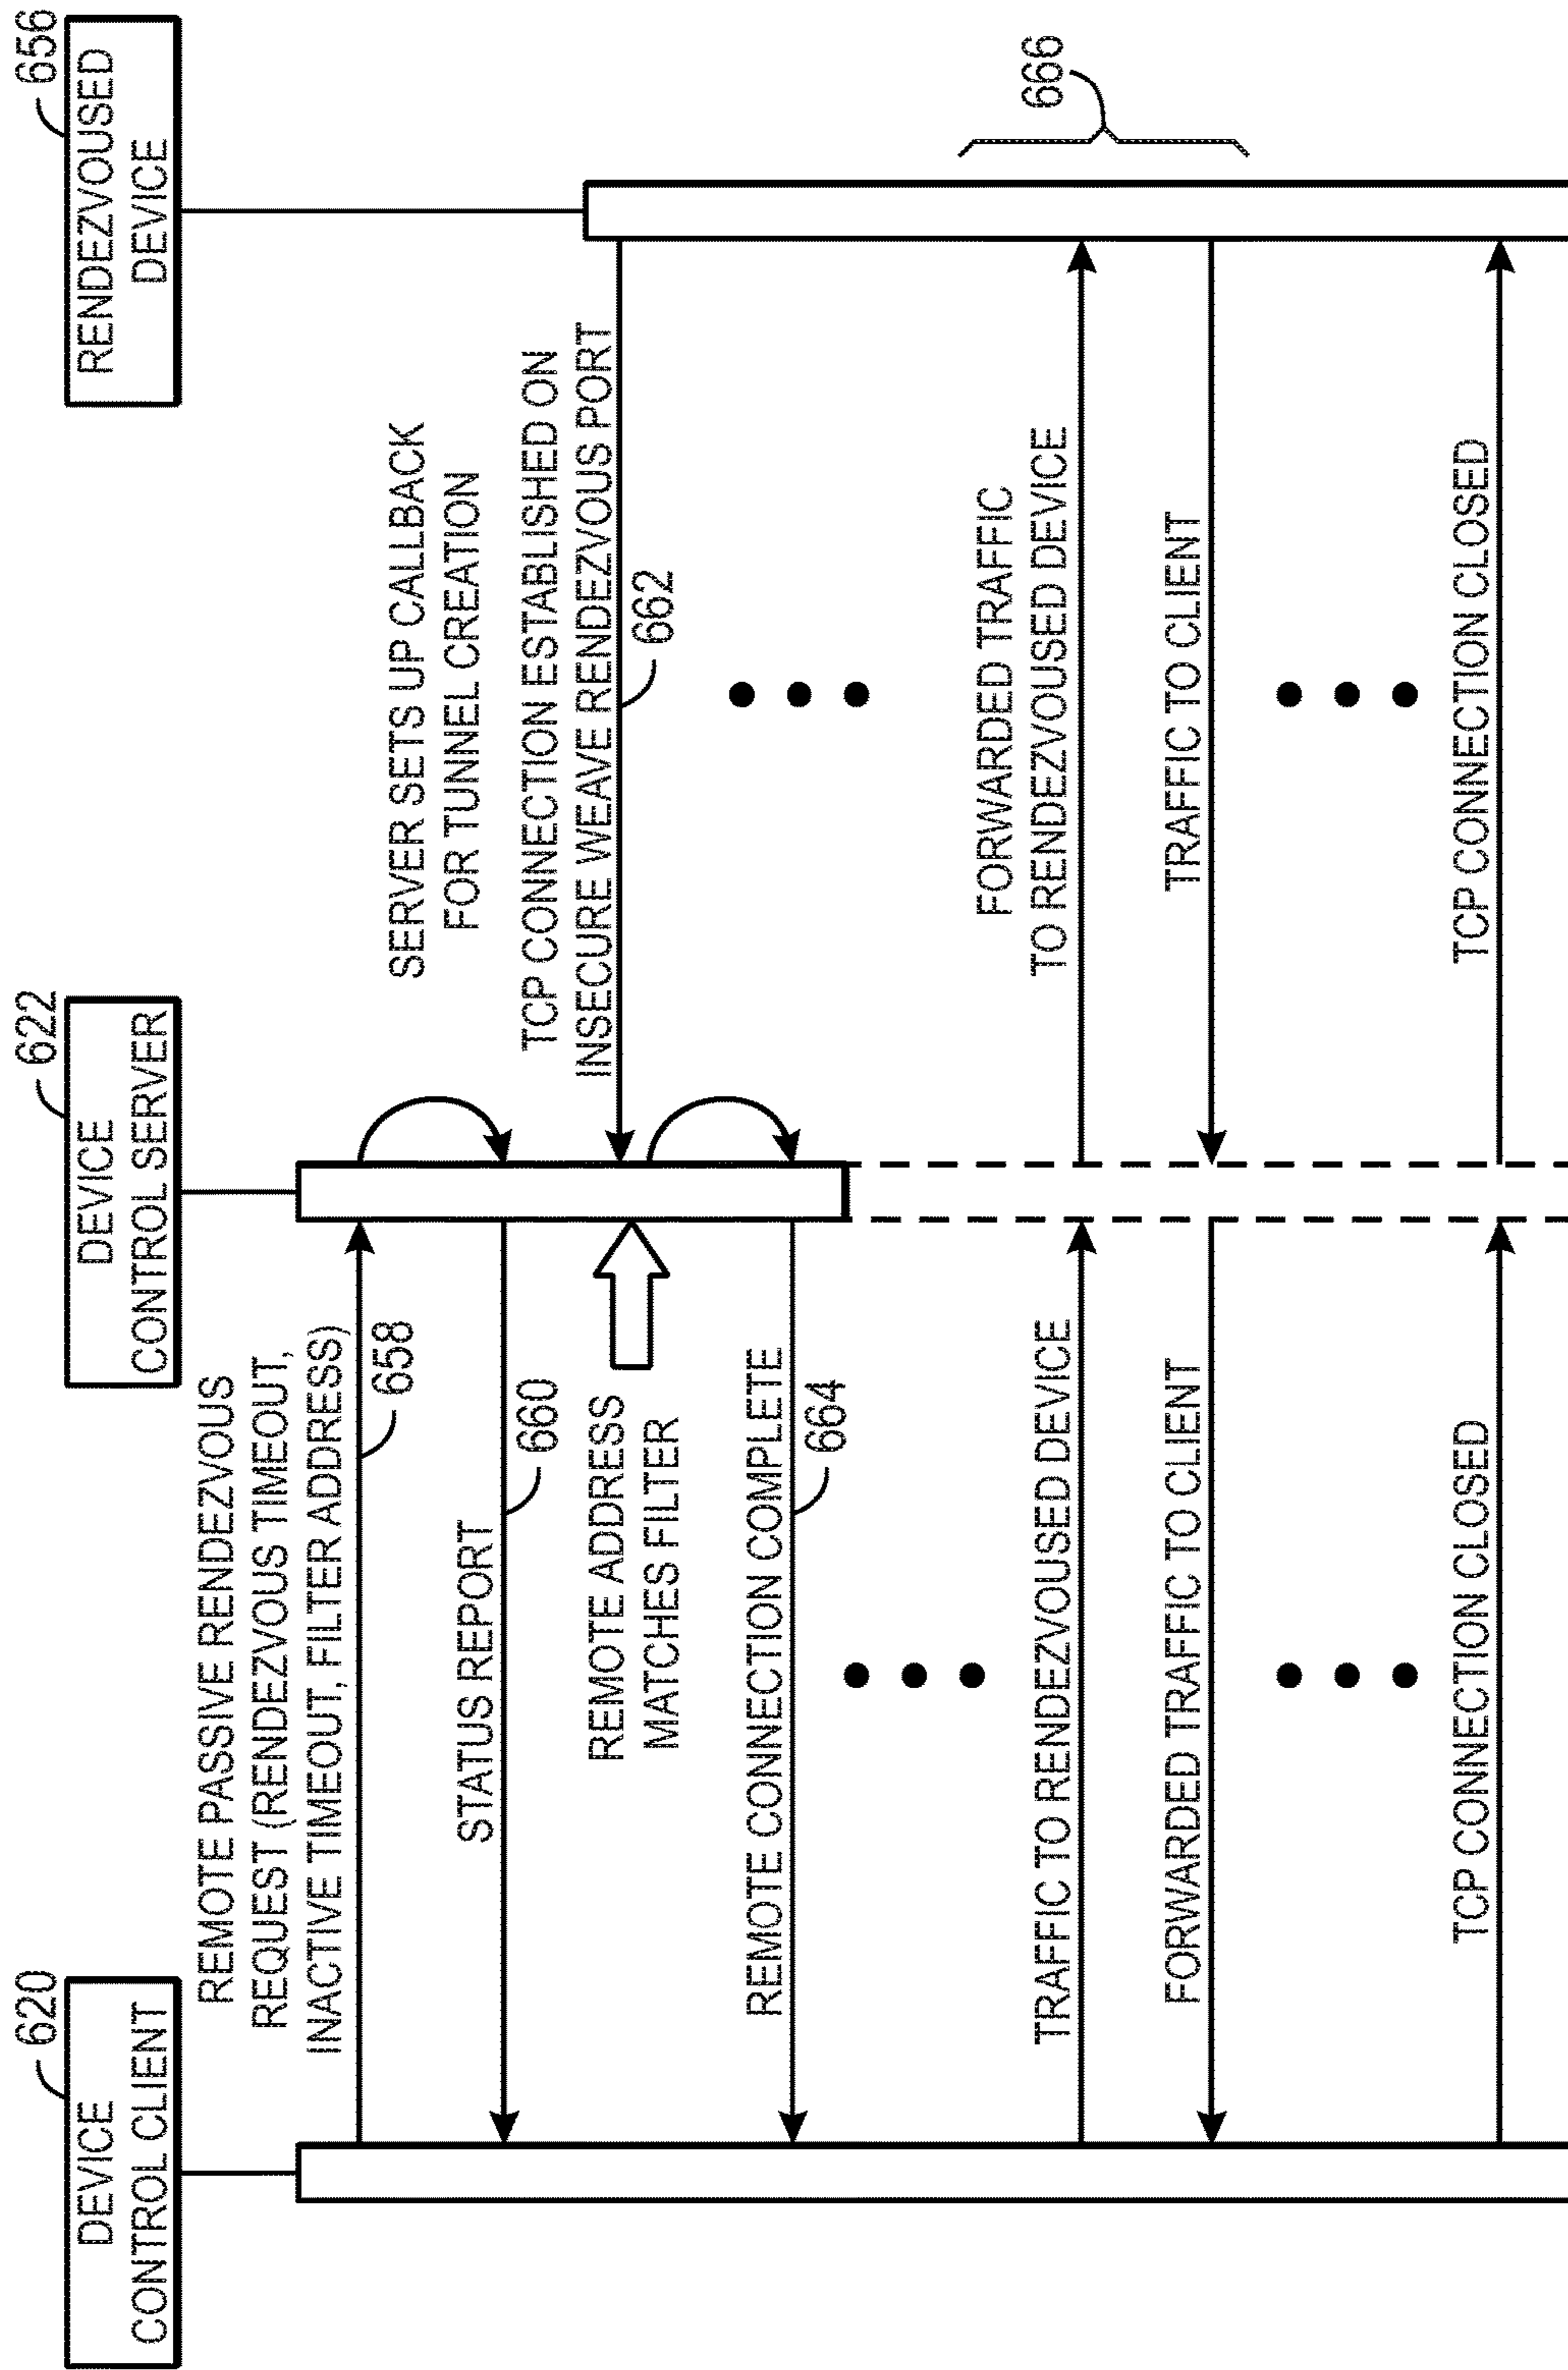 620
DEVICE
CONTROL CLIENT
622
DEVICE
CONTROL SERVER
656
RENDEZVOUSED
DEVICE
REMOTE PASSIVE RENDEZVOUS
REQUEST (RENDEZVOUS TIMEOUT,
INACTIVE TIMEOUT, FILTER ADDRESS)
658
SERVER SETS UP CALLBACK
FOR TUNNEL CREATION
STATUS REPORT
660
TCP CONNECTION ESTABLISHED ON
INSECURE WEAVE RENDEZVOUS PORT
662
REMOTE ADDRESS
MATCHES FILTER
REMOTE CONNECTION COMPLETE
664
TRAFFIC TO RENDEZVOUSED DEVICE
FORWARDED TRAFFIC
TO RENDEZVOUSED DEVICE
666
FORWARDED TRAFFIC TO CLIENT
TRAFFIC TO CLIENT
TCP CONNECTION CLOSED
TCP CONNECTION CLOSED